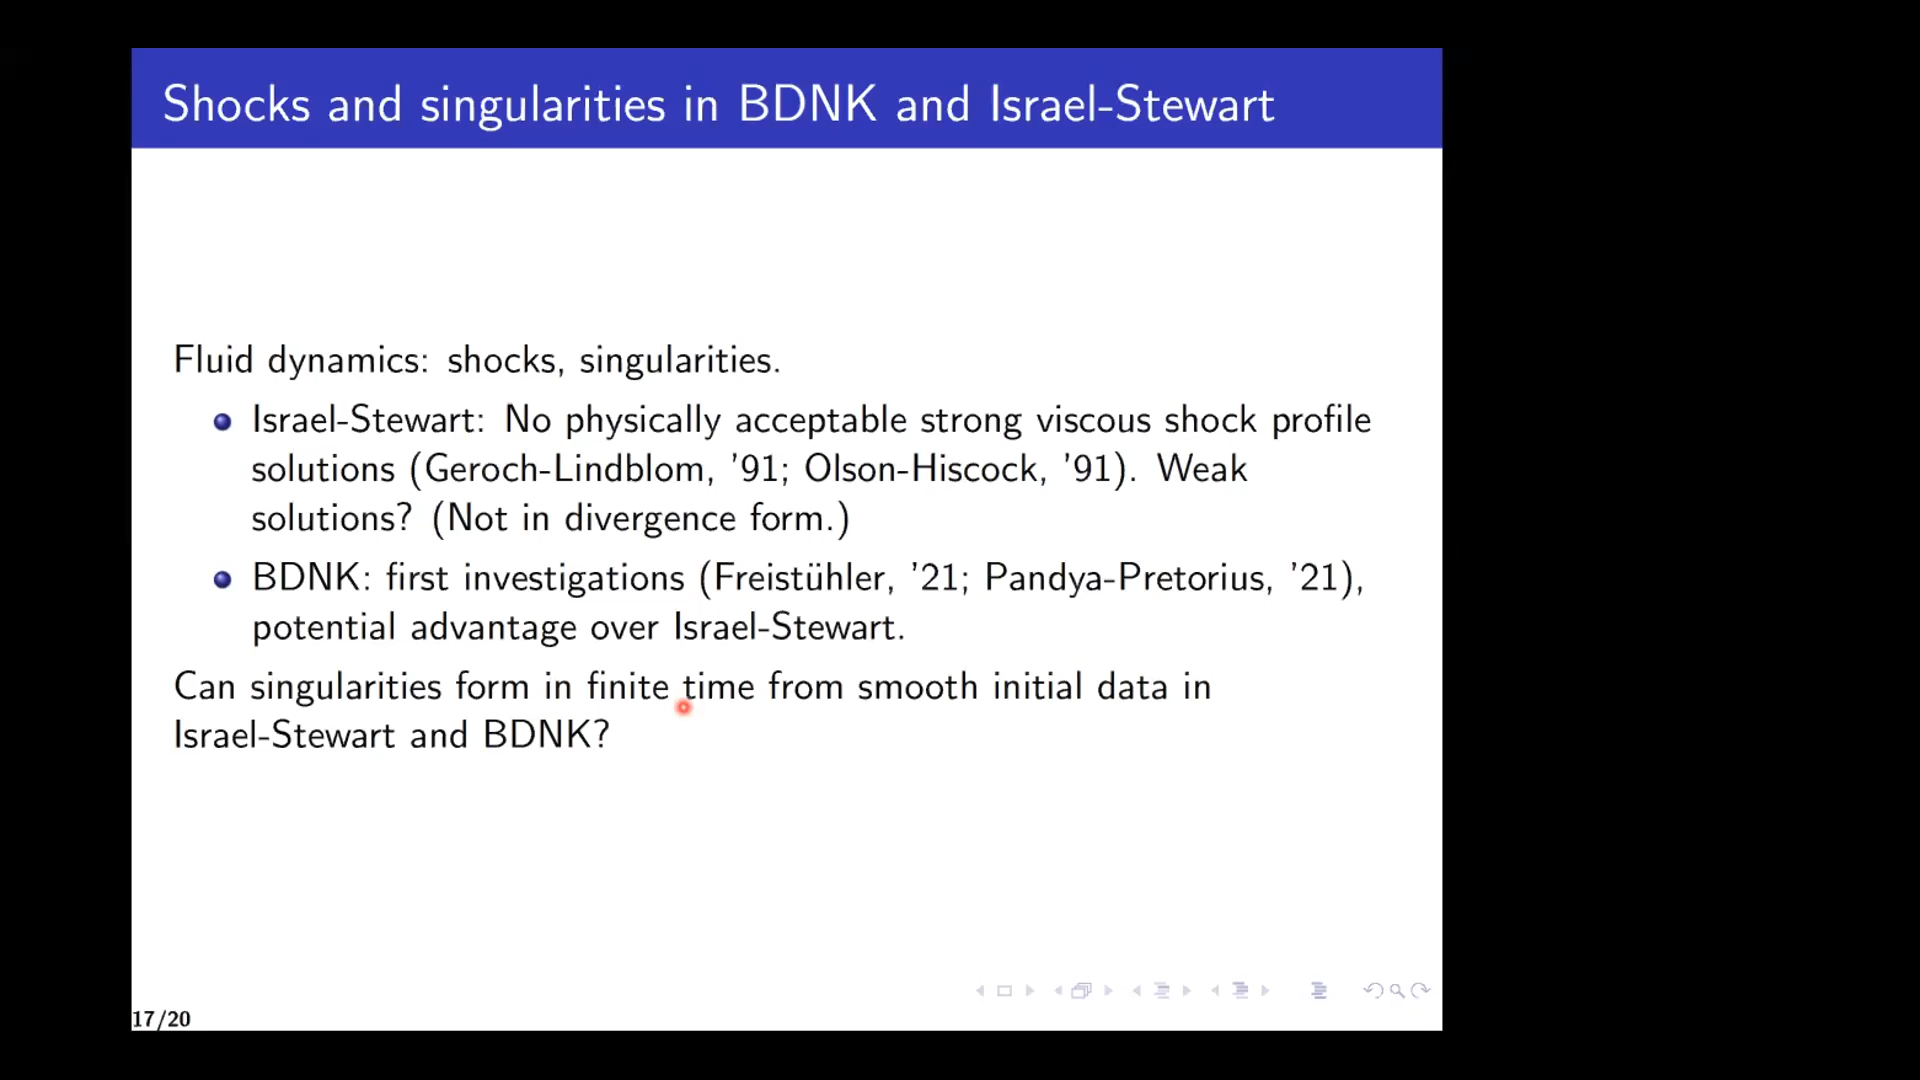 Shocks and singularities in BDNK and Israel-Stewart
Fluid dynamics: shocks, singularities.
Israel-Stewart: No physically acceptable strong viscous shock profile
solutions (Geroch-Lindblom, ’91; Olson-Hiscock, ’91). Weak
solutions? (Not in divergence form.)
BDNK: first investigations (Freistühler, ’21; Pandya-Pretorius, ’21),
potential advantage over Israel-Stewart.
Can singularities form in finite time from smooth initial data in
Israel-Stewart and BDNK?
17/20